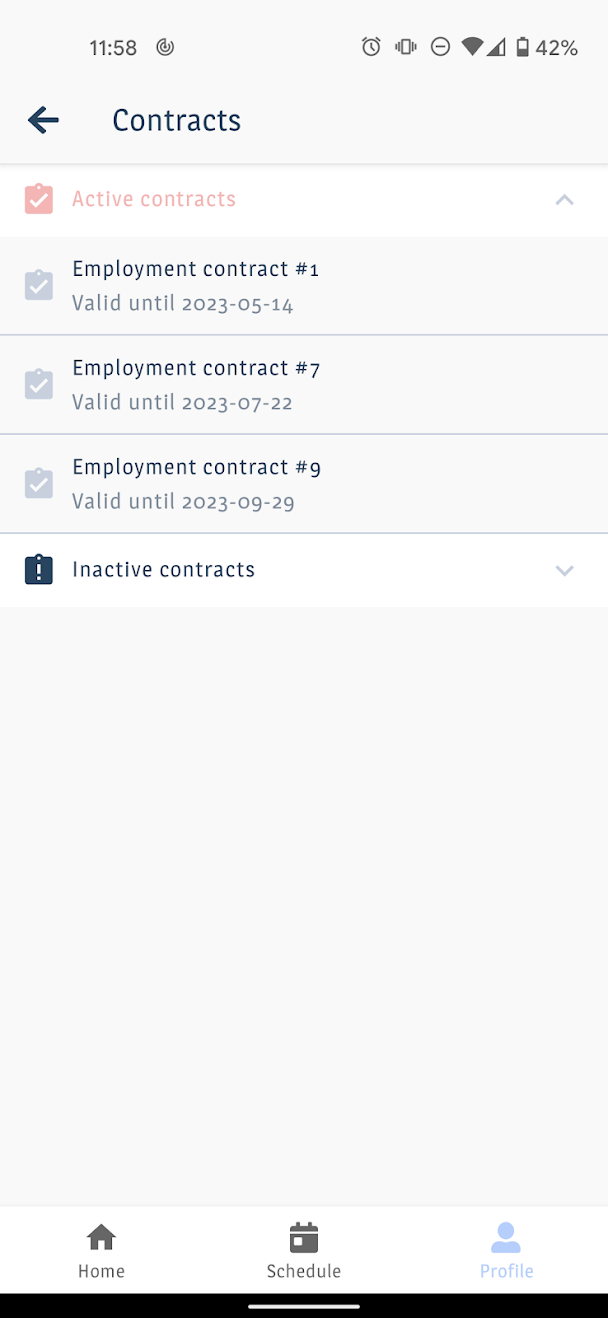 11:58
42%
Contracts
Active contracts
Employment contract #1
Valid until 2023-05-14
Employment contract #7
Valid until 2023-07-22
Employment contract #9
Valid until 2023-09-29
Inactive contracts
Home
Schedule
Profile